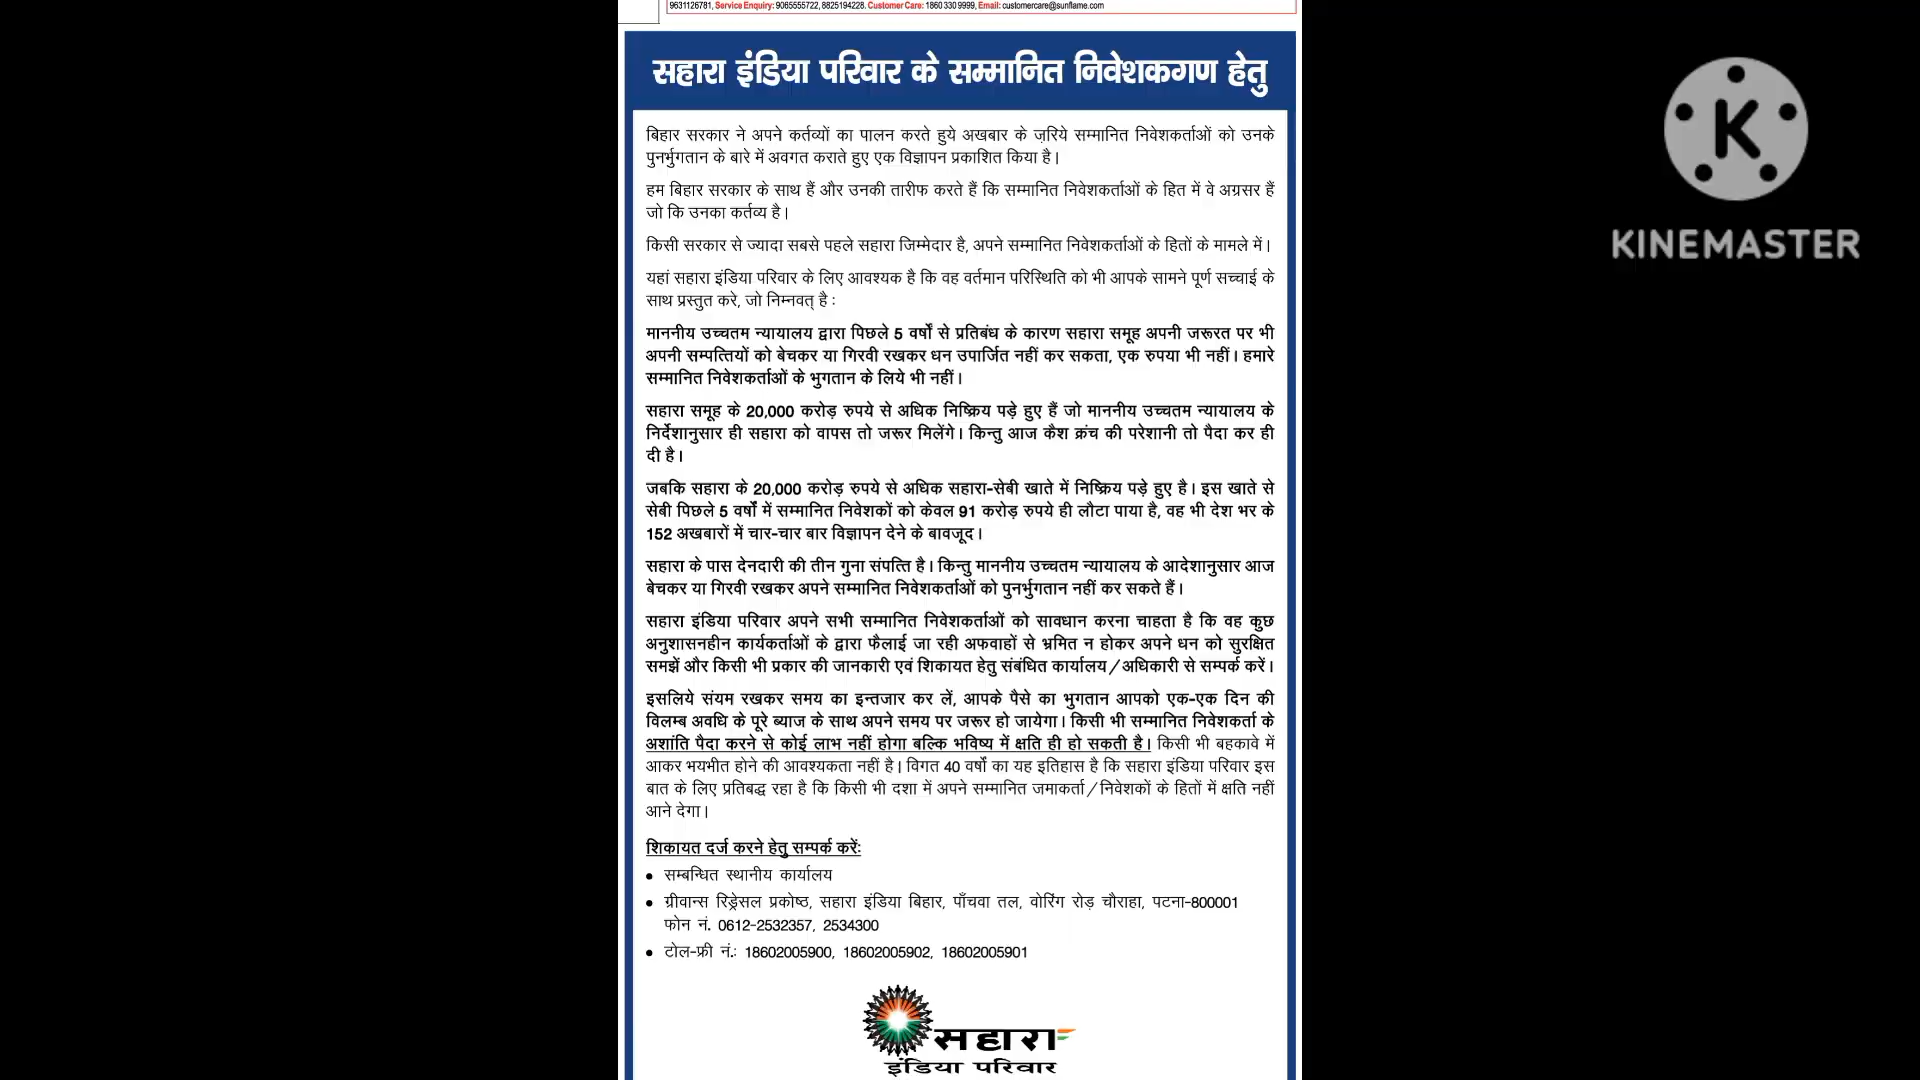 9631126781, Service Enquiry: 9065555722, 8825194228. Customer Care: 1860 330 9999, Email: customercare@sunflame.com
सहारा इंडिया परिवार के सम्मानित निवेशकगण हेतु
बिहार सरकार ने अपने कर्तव्यों का पालन करते हुये अखबार के ज़रिये सम्मानित निवेशकर्ताओं को उनके
पुनर्भुगतान के बारे में अवगत कराते हुए एक विज्ञापन प्रकाशित किया है।
हम बिहार सरकार के साथ हैं और उनकी तारीफ करते हैं कि सम्मानित निवेशकर्ताओं के हित में वे अग्रसर हैं
जो कि उनका कर्तव्य है।
किसी सरकार से ज्यादा सबसे पहले सहारा जिम्मेदार है, अपने सम्मानित निवेशकर्ताओं के हितों के मामले में।
यहां सहारा इंडिया परिवार के लिए आवश्यक है कि वह वर्तमान परिस्थिति को भी आपके सामने पूर्ण सच्चाई के
साथ प्रस्तुत करे, जो निम्नवत् है :
माननीय उच्चतम न्यायालय द्वारा पिछले 5 वर्षों से प्रतिबंध के कारण सहारा समूह अपनी जरूरत पर भी
अपनी सम्पत्तियों को बेचकर या गिरवी रखकर धन उपार्जित नहीं कर सकता, एक रुपया भी नहीं। हमारे
सम्मानित निवेशकर्ताओं के भुगतान के लिये भी नहीं।
सहारा समूह के 20,000 करोड़ रुपये से अधिक निष्क्रिय पड़े हुए हैं जो माननीय उच्चतम न्यायालय के
निर्देशानुसार ही सहारा को वापस तो जरूर मिलेंगे। किन्तु आज कैश क्रंच की परेशानी तो पैदा कर ही
दी है।
जबकि सहारा के 20,000 करोड़ रुपये से अधिक सहारा-सेबी खाते में निष्क्रिय पड़े हुए है। इस खाते से
सेबी पिछले 5 वर्षों में सम्मानित निवेशकों को केवल 91 करोड़ रुपये ही लौटा पाया है, वह भी देश भर के
152 अखबारों में चार-चार बार विज्ञापन देने के बावजूद।
सहारा के पास देनदारी की तीन गुना संपत्ति है। किन्तु माननीय उच्चतम न्यायालय के आदेशानुसार आज
बेचकर या गिरवी रखकर अपने सम्मानित निवेशकर्ताओं को पुनर्भुगतान नहीं कर सकते हैं।
सहारा इंडिया परिवार अपने सभी सम्मानित निवेशकर्ताओं को सावधान करना चाहता है कि वह कुछ
अनुशासनहीन कार्यकर्ताओं के द्वारा फैलाई जा रही अफवाहों से भ्रमित न होकर अपने धन को सुरक्षित
समझें और किसी भी प्रकार की जानकारी एवं शिकायत हेतु संबंधित कार्यालय/अधिकारी से सम्पर्क करें।
इसलिये संयम रखकर समय का इन्तजार कर लें, आपके पैसे का भुगतान आपको एक-एक दिन की
विलम्ब अवधि के पूरे ब्याज के साथ अपने समय पर जरूर हो जायेगा। किसी भी सम्मानित निवेशकर्ता के
अशांति पैदा करने से कोई लाभ नहीं होगा बल्कि भविष्य में क्षति ही हो सकती है। किसी भी बहकावे में
आकर भयभीत होने की आवश्यकता नहीं है। विगत 40 वर्षों का यह इतिहास है कि सहारा इंडिया परिवार इस
बात के लिए प्रतिबद्ध रहा है कि किसी भी दशा में अपने सम्मानित जमाकर्ता/निवेशकों के हितों में क्षति नहीं
आने देगा।
शिकायत दर्ज करने हेतु सम्पर्क करेंः
• सम्बन्धित स्थानीय कार्यालय
• ग्रीवान्स रिड्रेसल प्रकोष्ठ, सहारा इंडिया बिहार, पाँचवा तल, वोरिंग रोड़ चौराहा, पटना-800001
फोन नं. 0612-2532357, 2534300
• टोल-फ्री नं.: 18602005900, 18602005902, 18602005901
सहारा
इंडिया परिवार
K
KINEMASTER